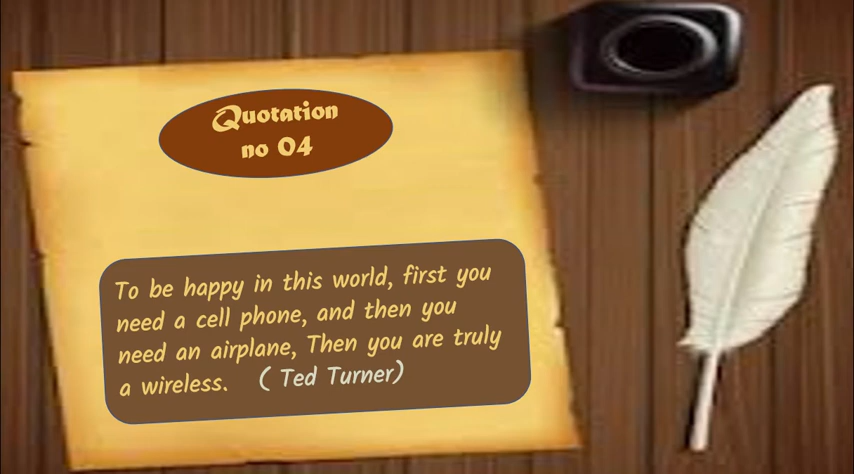 Quotation
no 04
To be happy in this world, first you
need a cell phone, and then you
need an airplane, Then you are truly
a wireless. ( Ted Turner)